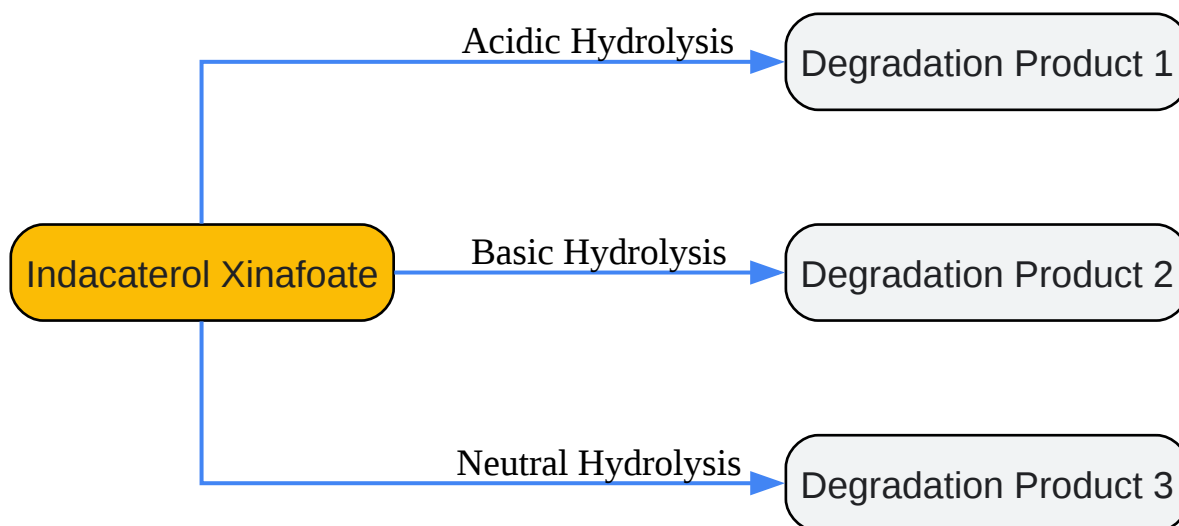 Acidic Hydrolysis
Degradation Product 1
Indacaterol Xinafoate
Basic Hydrolysis
Degradation Product 2
Neutral Hydrolysis
Degradation Product 3